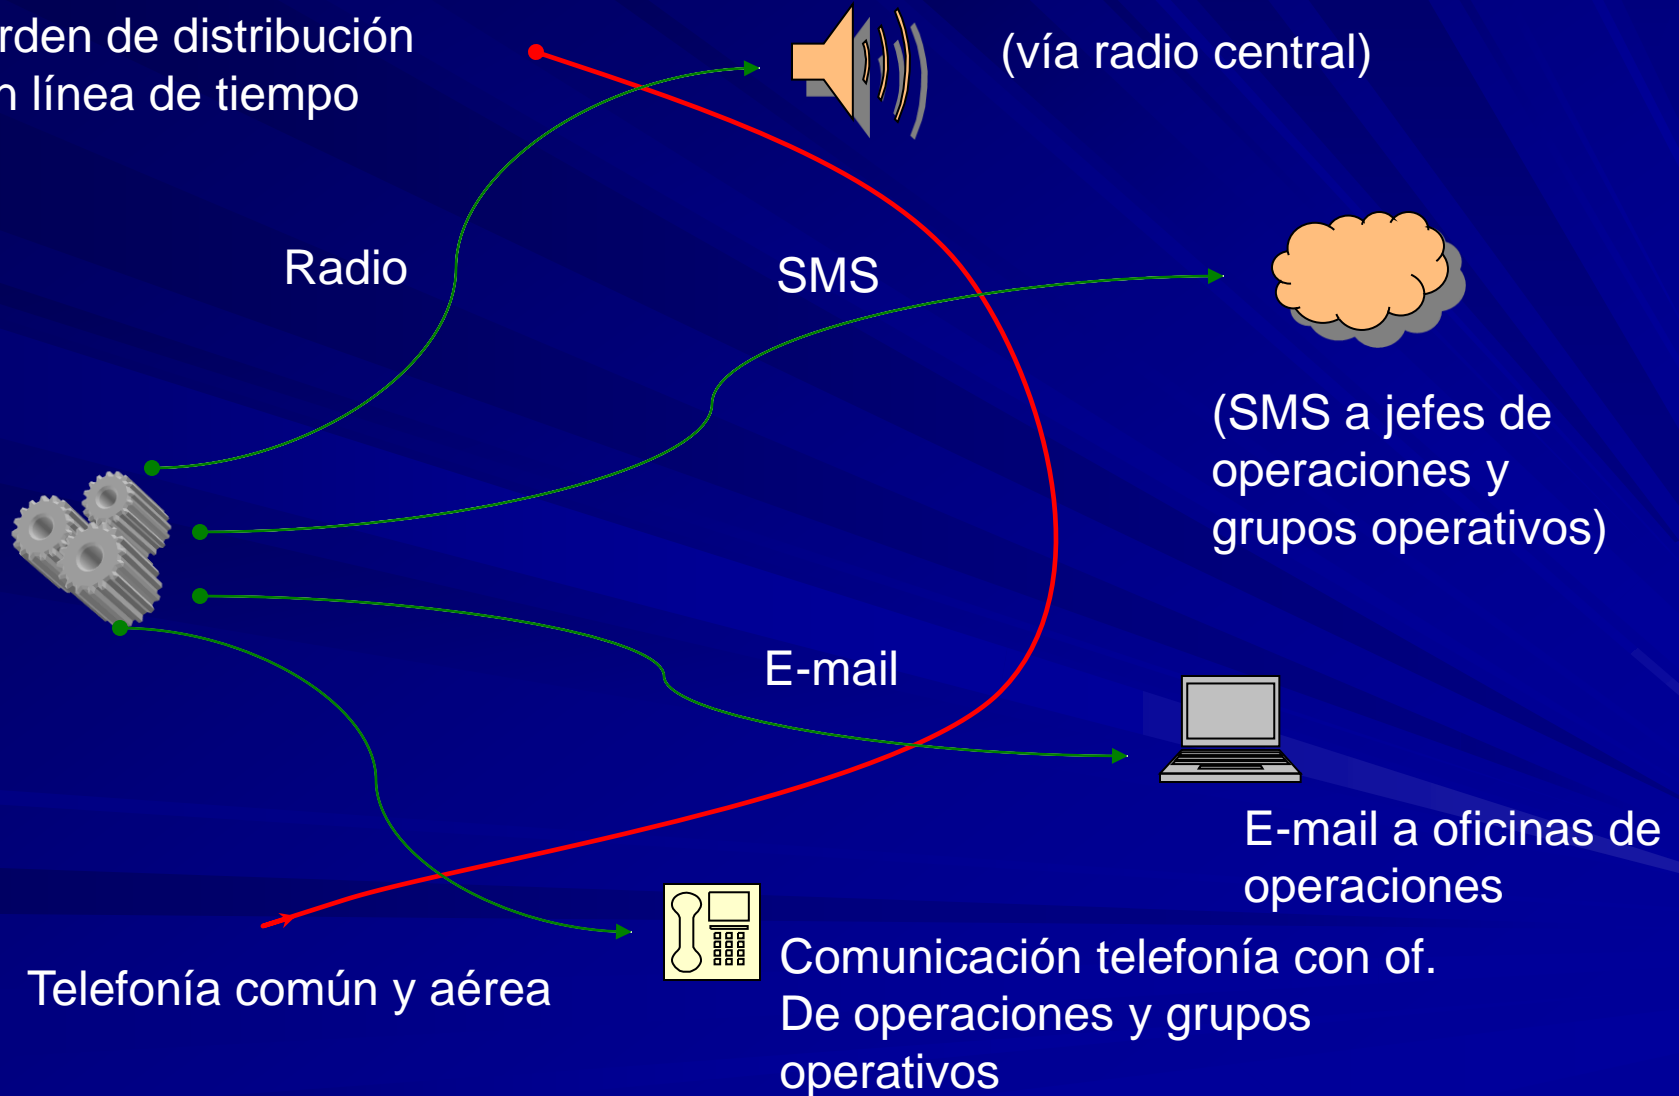 rden de distribución
n línea de tiempo
(vía radio central)
Radio
SMS
(SMS a jefes de
operaciones y
grupos operativos)
E-mail
E-mail a oficinas de
operaciones
Telefonía común y aérea
Comunicación telefonía con of.
De operaciones y grupos
operativos